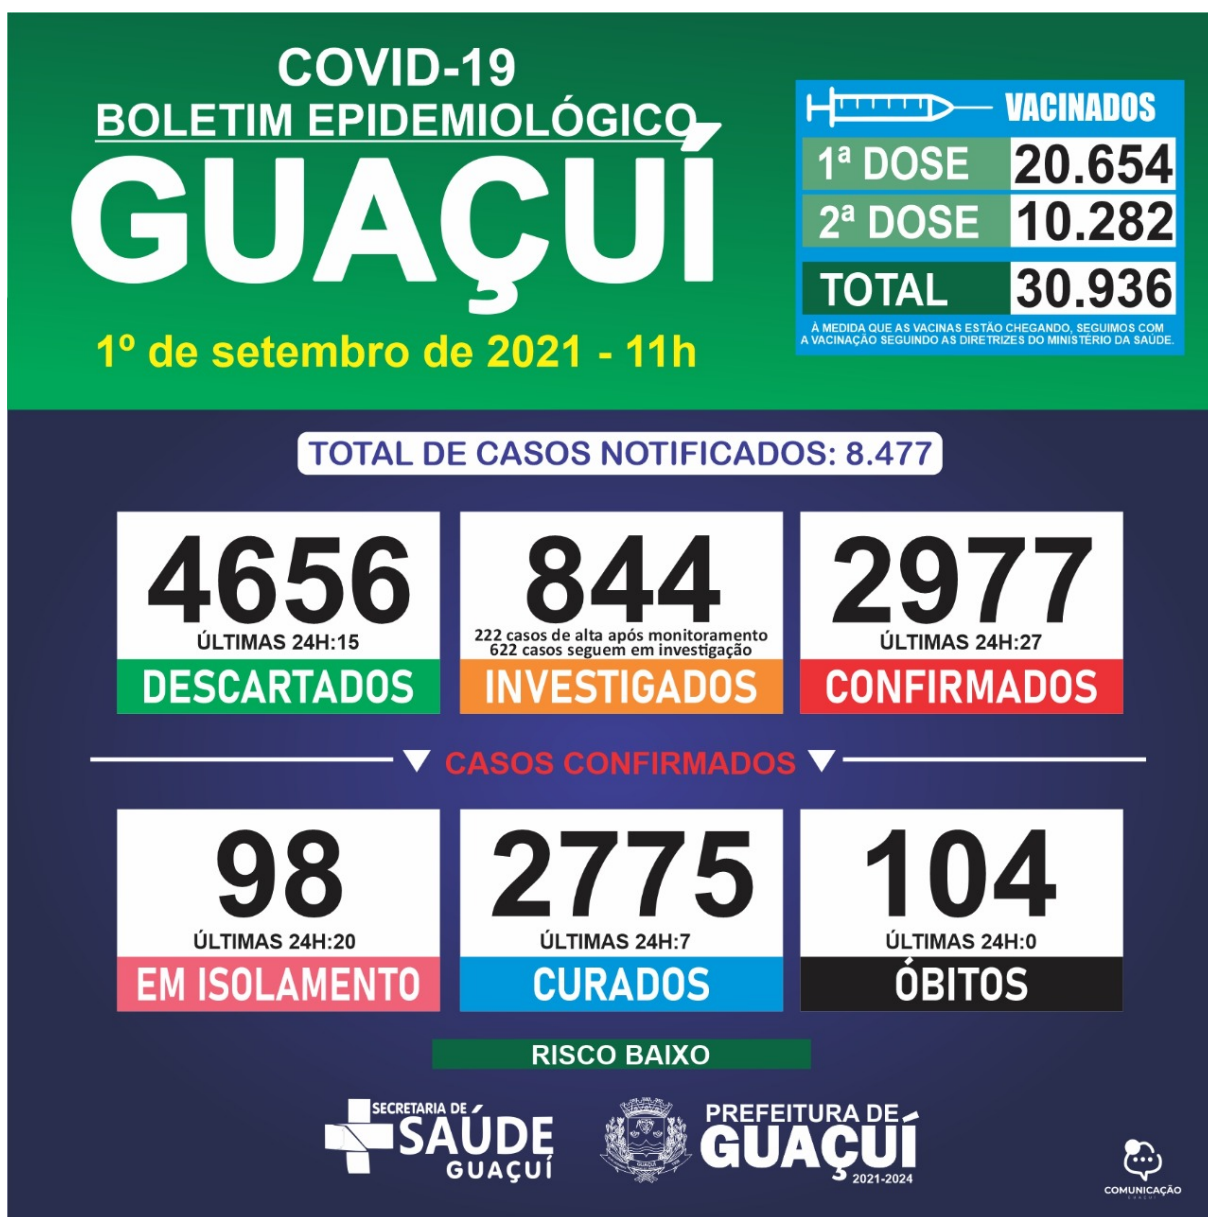 COVID-19
BOLETIM EPIDEMIOLÓGICO
GUAÇUÍ
1º de setembro de 2021 - 11h
VACINADOS
1ª DOSE 20.654
2ª DOSE 10.282
TOTAL 30.936
À MEDIDA QUE AS VACINAS ESTÃO CHEGANDO, SEGUIMOS COM
A VACINAÇÃO SEGUINDO AS DIRETRIZES DO MINISTÉRIO DA SAÚDE.
TOTAL DE CASOS NOTIFICADOS: 8.477
4656
ÚLTIMAS 24H:15
DESCARTADOS
844
222 casos de alta após monitoramento
622 casos seguem em investigação
INVESTIGADOS
2977
ÚLTIMAS 24H:27
CONFIRMADOS
CASOS CONFIRMADOS
98
ÚLTIMAS 24H:20
EM ISOLAMENTO
2775
ÚLTIMAS 24H:7
CURADOS
104
ÚLTIMAS 24H:0
ÓBITOS
RISCO BAIXO
SECRETARIA DE
SAÚDE
GUAÇUÍ
GUAÇUÍ
PREFEITURA DE
GUAÇUÍ
2021-2024
COMUNICAÇÃO
GUAÇUÍ